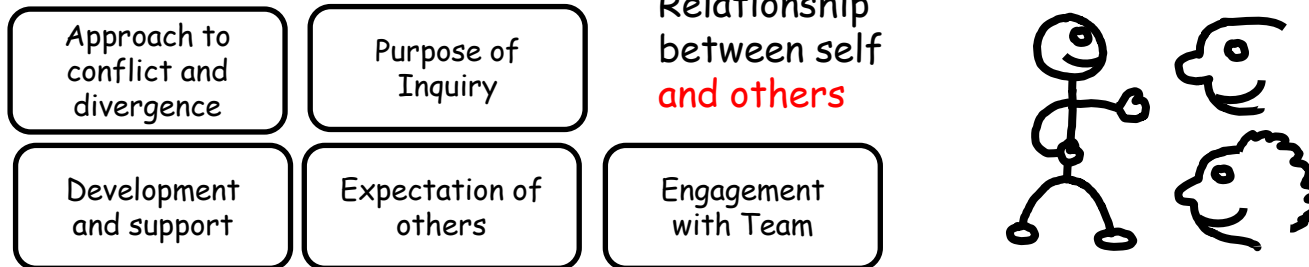 Approach to
conflict and
divergence
Purpose of
Inquiry
Relationship
between self
and others
Development
and support
Expectation of
others
Engagement
with Team